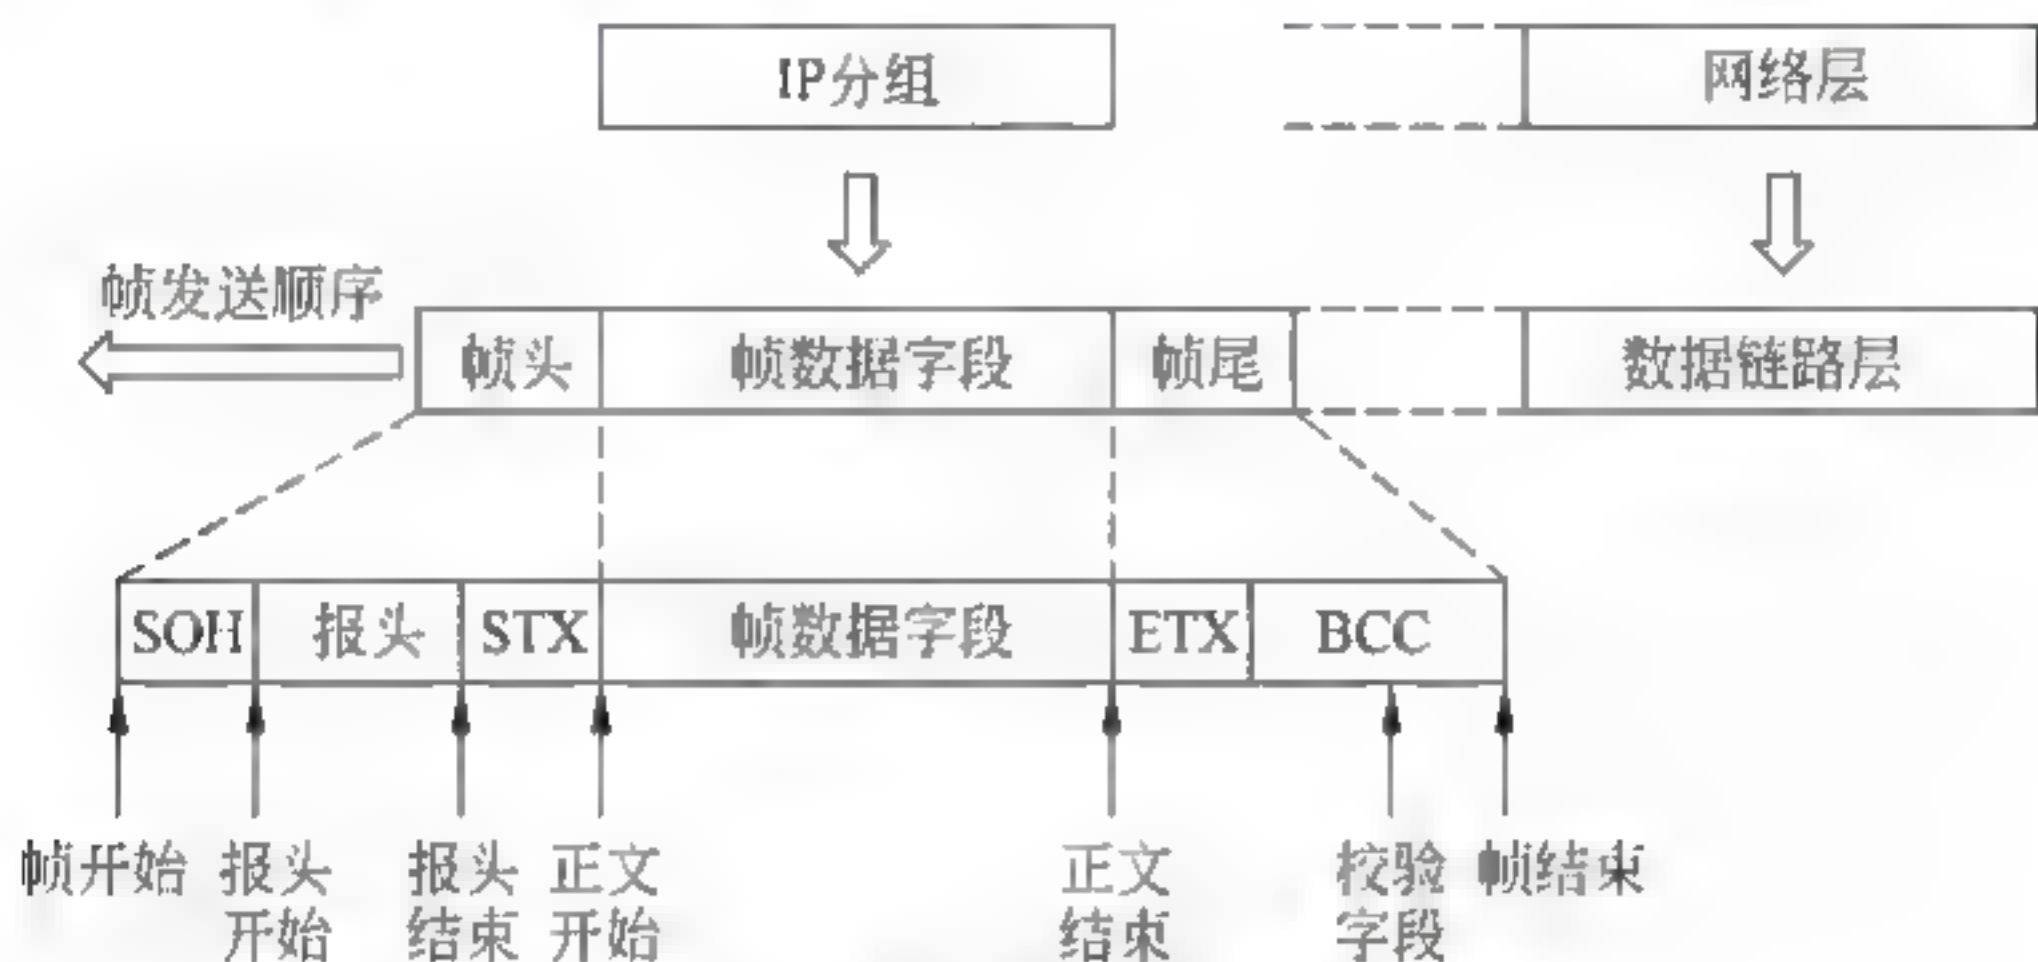 IP分组
网络层
帧发送顺序
帧头
帧数据字段
帧尾
数据链路层
SOH
报头
STX
帧数据字段
ETX
BCC
帧开始
报头
开始
报头
结束
正文
开始
正文
结束
校验
字段
帧结束